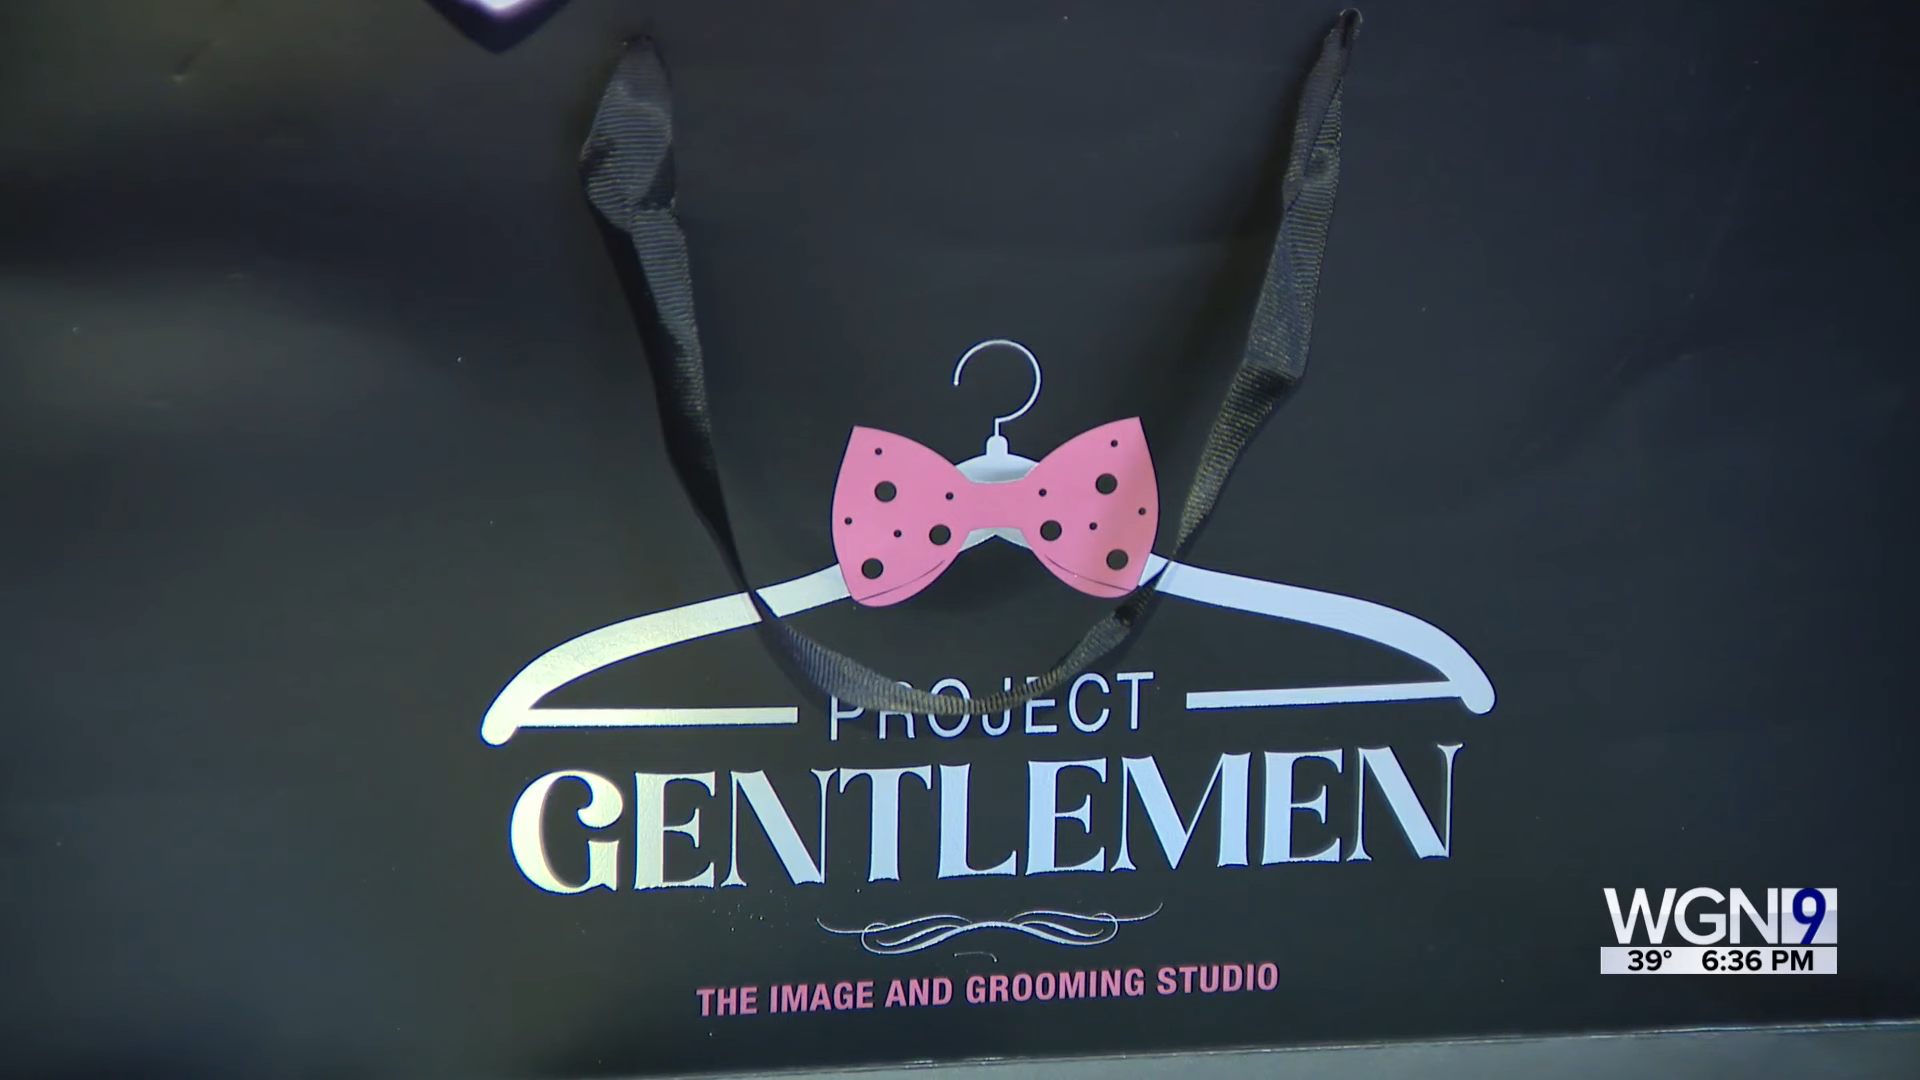 PROJECT
GENTLEMEN
THE IMAGE AND GROOMING STUDIO
WGN9
39° 6:36 PM